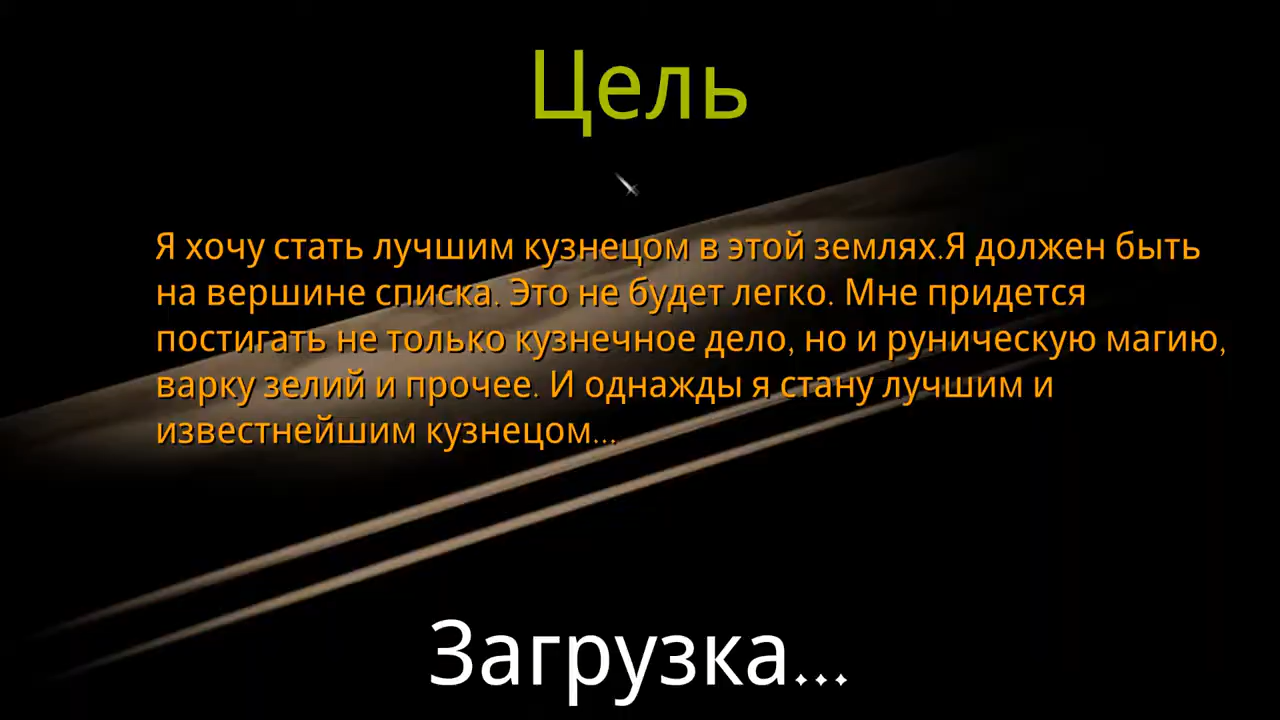 Цель
Я хочу стать лучшим кузнецом в этой землях.Я должен быть
на вершине списка. Это не будет легко. Мне придется
постигать не только кузнечное дело, но и руническую магию,
варку зелий и прочее. И однажды я стану лучшим и
известнейшим кузнецом...
Загрузка...